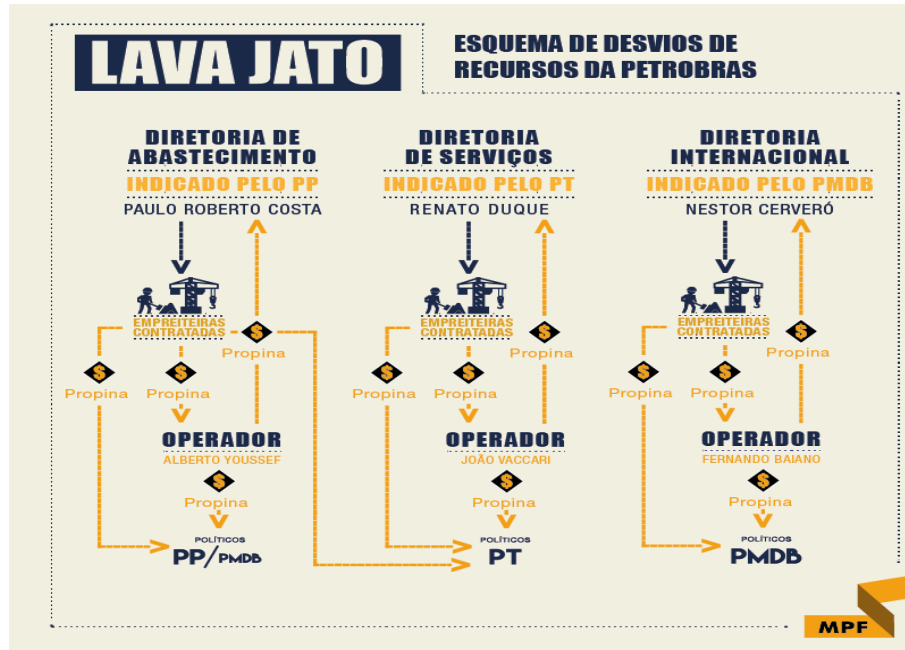 LAVA JATO
ESQUEMA DE DESVIOS DE
RECURSOS DA PETROBRAS
DIRETORIA DE
ABASTECIMENTO
INDICADO PELO PP
PAULO ROBERTO COSTA
EMPREITEIRAS
CONTRATADAS
$
Propina
$
Propina
$
Propina
OPERADOR
ALBERTO YOUSSEF
$
Propina
POLÍTICOS
PP/PMDB
DIRETORIA
DE SERVIÇOS
INDICADO PELO PT
RENATO DUQUE
EMPREITEIRAS
CONTRATADAS
$
Propina
$
Propina
$
Propina
OPERADOR
JOÃO VACCARI
$
Propina
POLÍTICOS
PT
DIRETORIA
INTERNACIONAL
INDICADO PELO PMDB
NESTOR CERVERÓ
EMPREITEIRAS
CONTRATADAS
$
Propina
$
Propina
$
Propina
OPERADOR
FERNANDO BAIANO
$
Propina
POLÍTICOS
PMDB
MPF